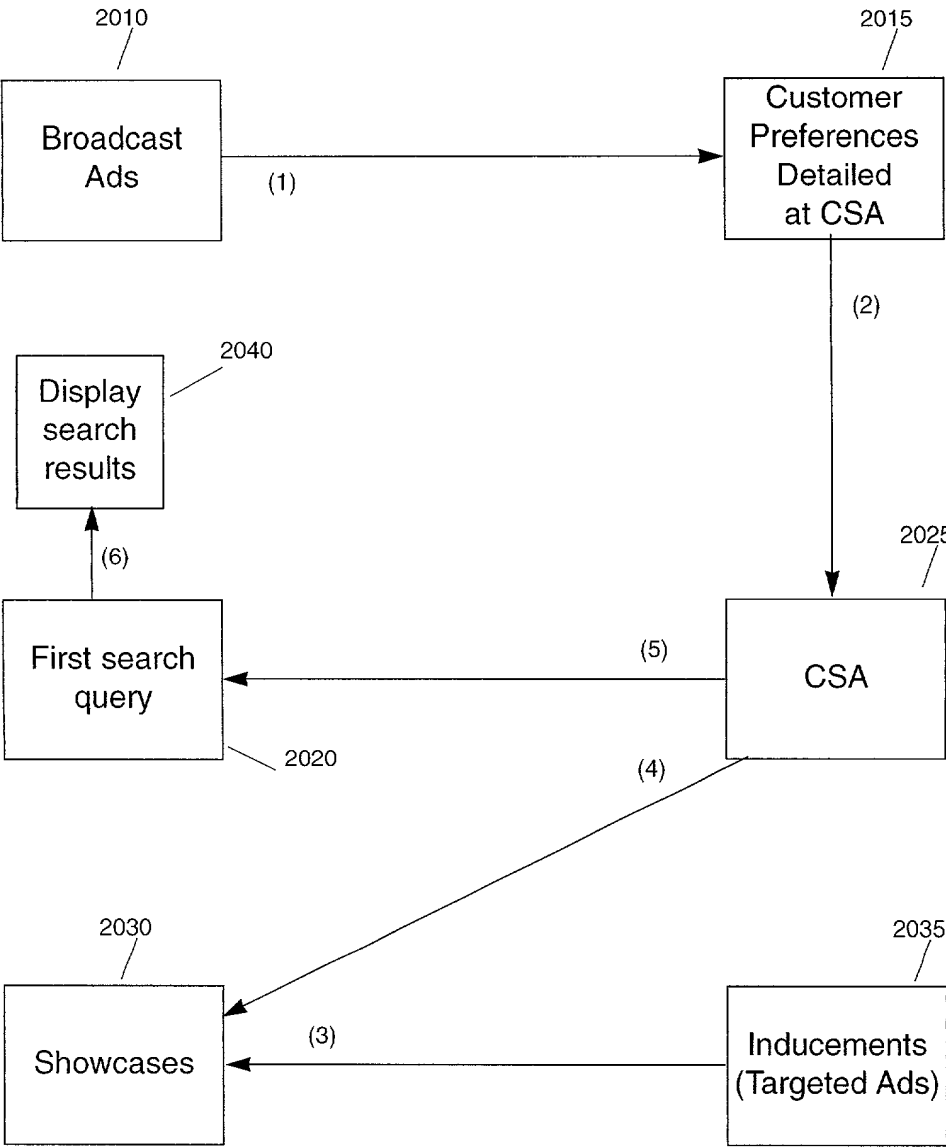 2010
2015
Broadcast
Ads
(1)
Customer
Preferences
Detailed
at CSA
(2)
2040
Display
search
results
(6)
2025
First search
query
(5)
CSA
2020
(4)
2030
2035
Showcases
(3)
Inducements
(Targeted Ads)